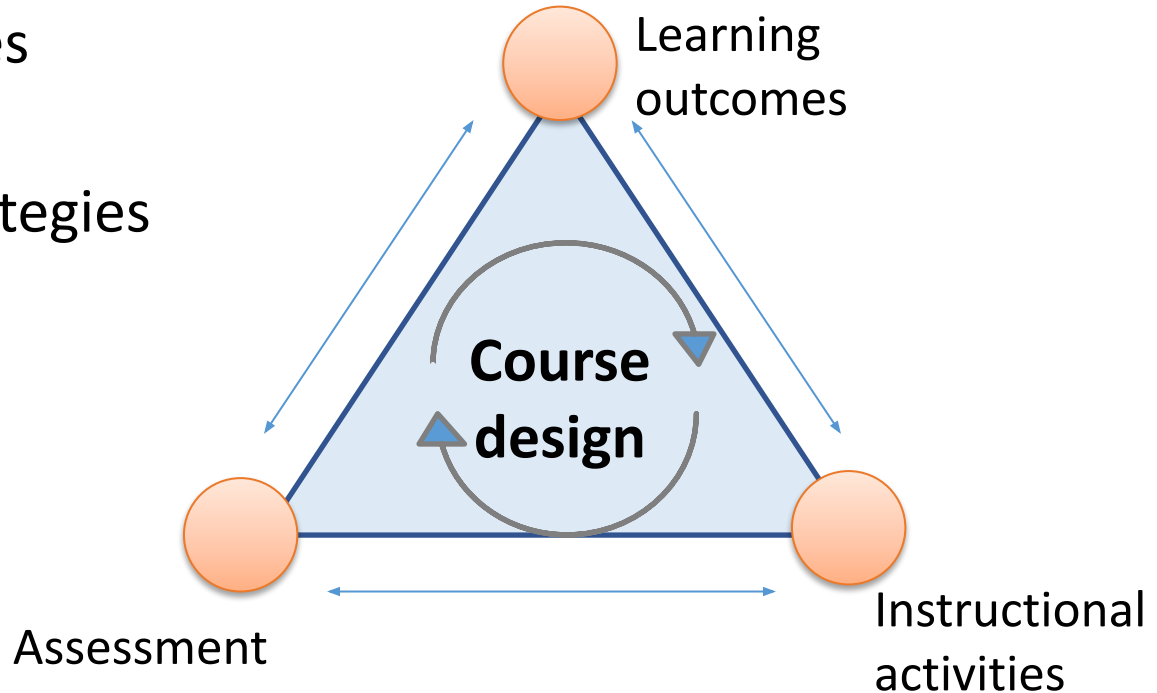 es
Learning
outcomes
tegies
Course
design
Assessment
Instructional
activities